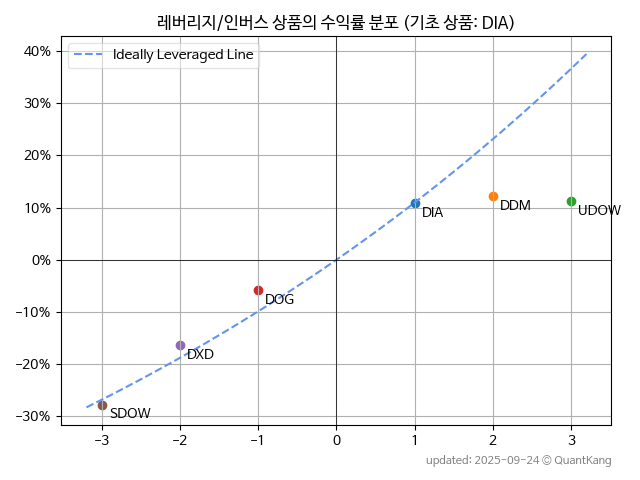 레버리지/인버스 상품의 수익률 분포 (기초 상품: DIA)
Ideally Leveraged Line
40%
30%
20%
10%
0%
−10%
−20%
−30%
DIA
DDM
UDOW
DOG
DXD
SDOW
−3 −2 −1 0 1 2 3
updated: 2025-09-24 © QuantKang